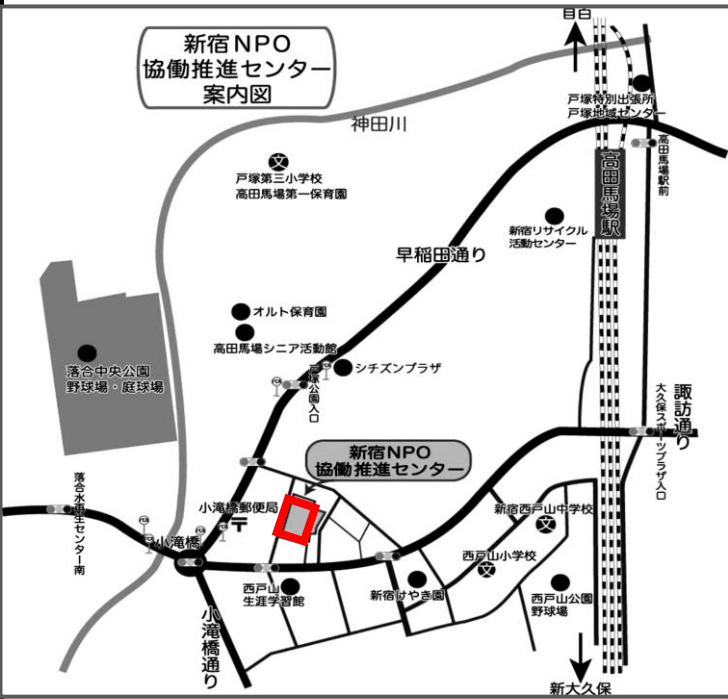 目白
新宿NPO
協働推進センター
案内図
戸塚特別出張所
戸塚地域センター
神田川
高田馬場駅前
高田馬場駅
文
戸塚第三小学校
高田馬場第一保育園
新宿リサイクル
活動センター
早稲田通り
オルト保育園
高田馬場シニア活動館
シチズンプラザ
落合中央公園
野球場・庭球場
戸塚公園入口
諏訪通り
大久保スポーツプラザ入口
新宿NPO
協働推進センター
落合水再生センター南
小滝橋郵便局
〒
新宿西戸山中学校
文
小滝橋
西戸山小学校
文
西戸山
生涯学習館
新宿けやき園
西戸山公園
野球場
小滝橋通り
新大久保